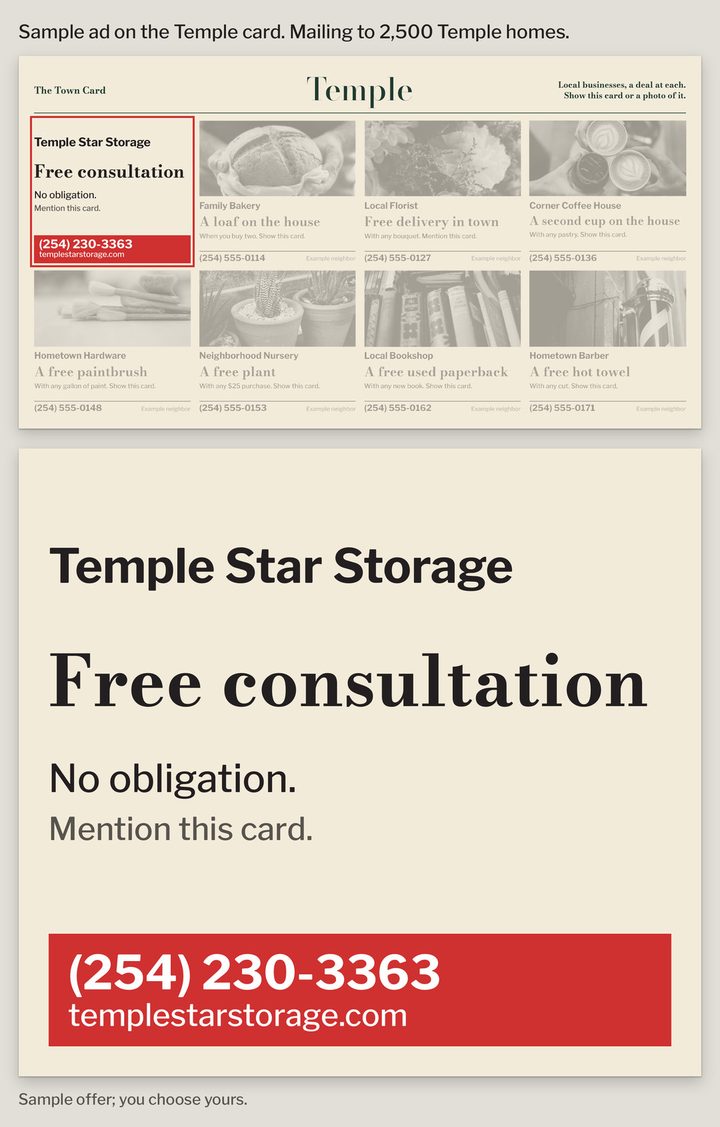 Sample ad on the Temple card. Mailing to 2,500 Temple homes.
The Town Card
Temple
Local businesses, a deal at each.
Show this card or a photo of it.
Temple Star Storage
Free consultation
No obligation.
Mention this card.
(254) 230-3363
templestarstorage.com
Family Bakery
A loaf on the house
When you buy two. Show this card.
(254) 555-0114
Example neighbor
Local Florist
Free delivery in town
With any bouquet. Mention this card.
(254) 555-0127
Example neighbor
Corner Coffee House
A second cup on the house
With any pastry. Show this card.
(254) 555-0136
Example neighbor
Hometown Hardware
A free paintbrush
With any gallon of paint. Show this card.
(254) 555-0148
Example neighbor
Neighborhood Nursery
A free plant
With any $25 purchase. Show this card.
(254) 555-0153
Example neighbor
Local Bookshop
A free used paperback
With any new book. Show this card.
(254) 555-0162
Example neighbor
Hometown Barber
A free hot towel
With any cut. Show this card.
(254) 555-0171
Example neighbor
Temple Star Storage
Free consultation
No obligation.
Mention this card.
(254) 230-3363
templestarstorage.com
Sample offer; you choose yours.